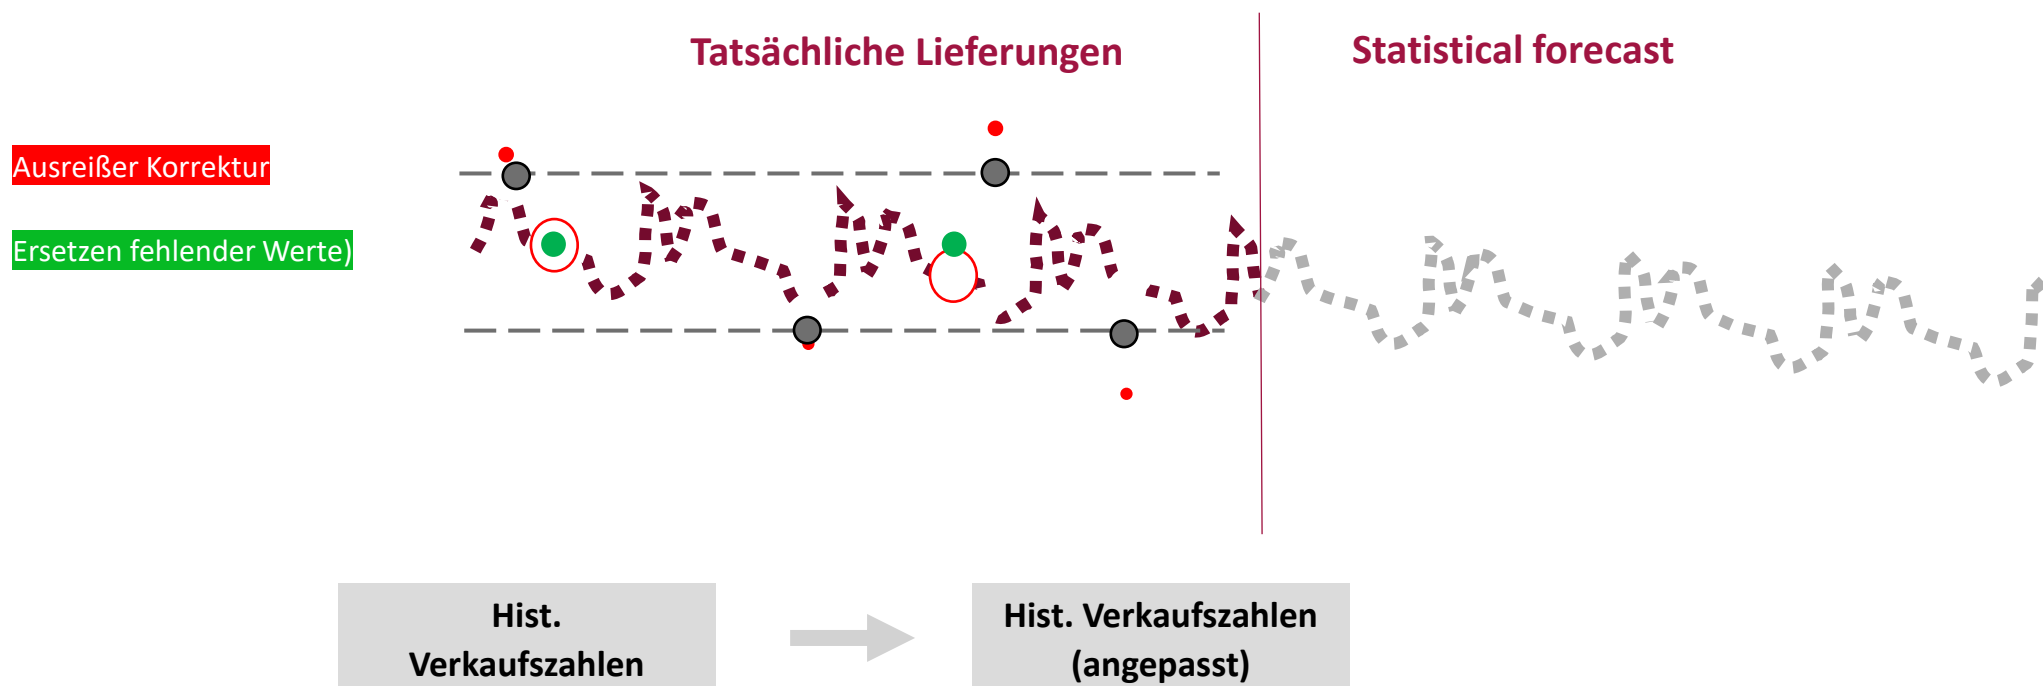 Tatsächliche Lieferungen
Statistical forecast
Ausreißer Korrektur
Ersetzen fehlender Werte)
Hist.
Verkaufszahlen
Hist. Verkaufszahlen
(angepasst)